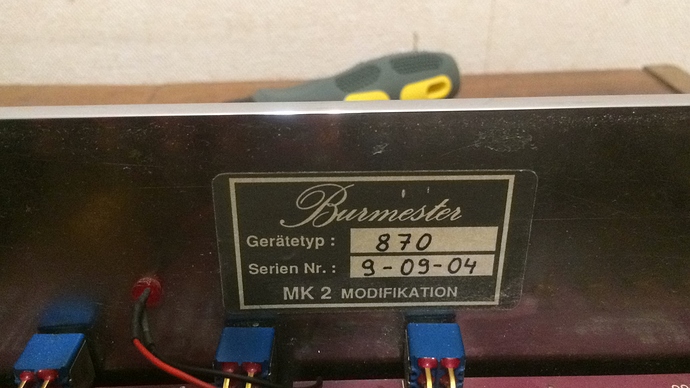 Burmester
Gerätetyp : 870
Serien Nr. : 9-09-04
MK 2 MODIFIKATION